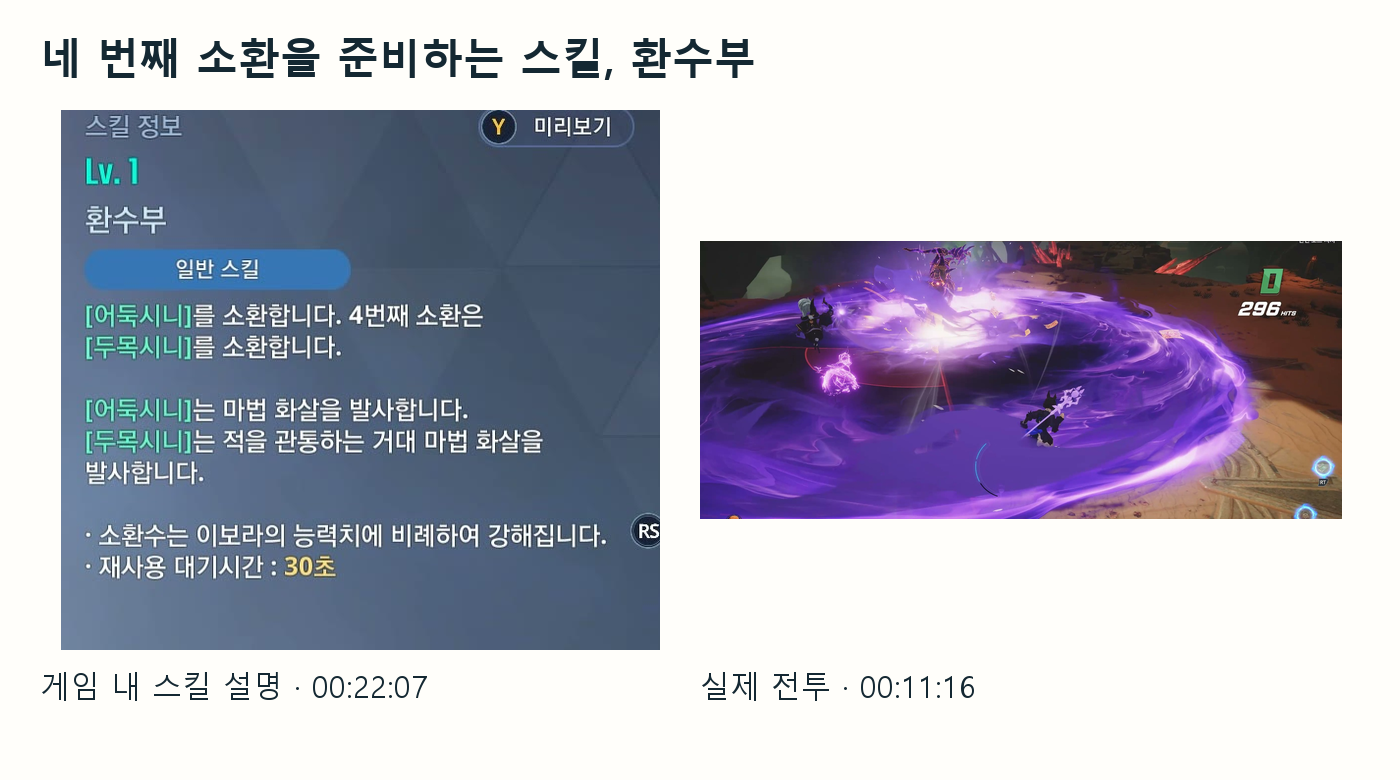 네 번째 소환을 준비하는 스킬, 환수부
스킬 정보
Y 미리보기
Lv. 1
환수부
일반 스킬
[어둑시니]를 소환합니다. 4번째 소환은
[두목시니]를 소환합니다.
[어둑시니]는 마법 화살을 발사합니다.
[두목시니]는 적을 관통하는 거대 마법 화살을
발사합니다.
· 소환수는 이보라의 능력치에 비례하여 강해집니다.
RS
· 재사용 대기시간 : 30초
D
296 HITS
RT
게임 내 스킬 설명 · 00:22:07
실제 전투 · 00:11:16